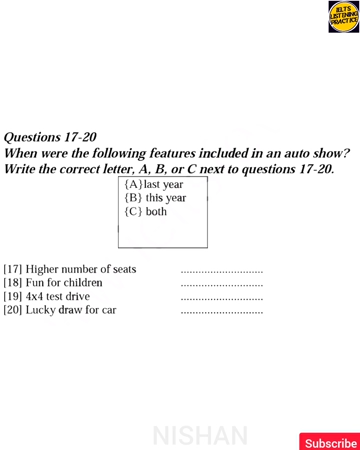 IELTS
LISTENING
PRACTICE
Questions 17-20
When were the following features included in an auto show?
Write the correct letter, A, B, or C next to questions 17-20.
{A}last year
{B} this year
{C} both
[17] Higher number of seats ............................
[18] Fun for children ............................
[19] 4x4 test drive ............................
[20] Lucky draw for car ............................
NISHAN
Subscribe